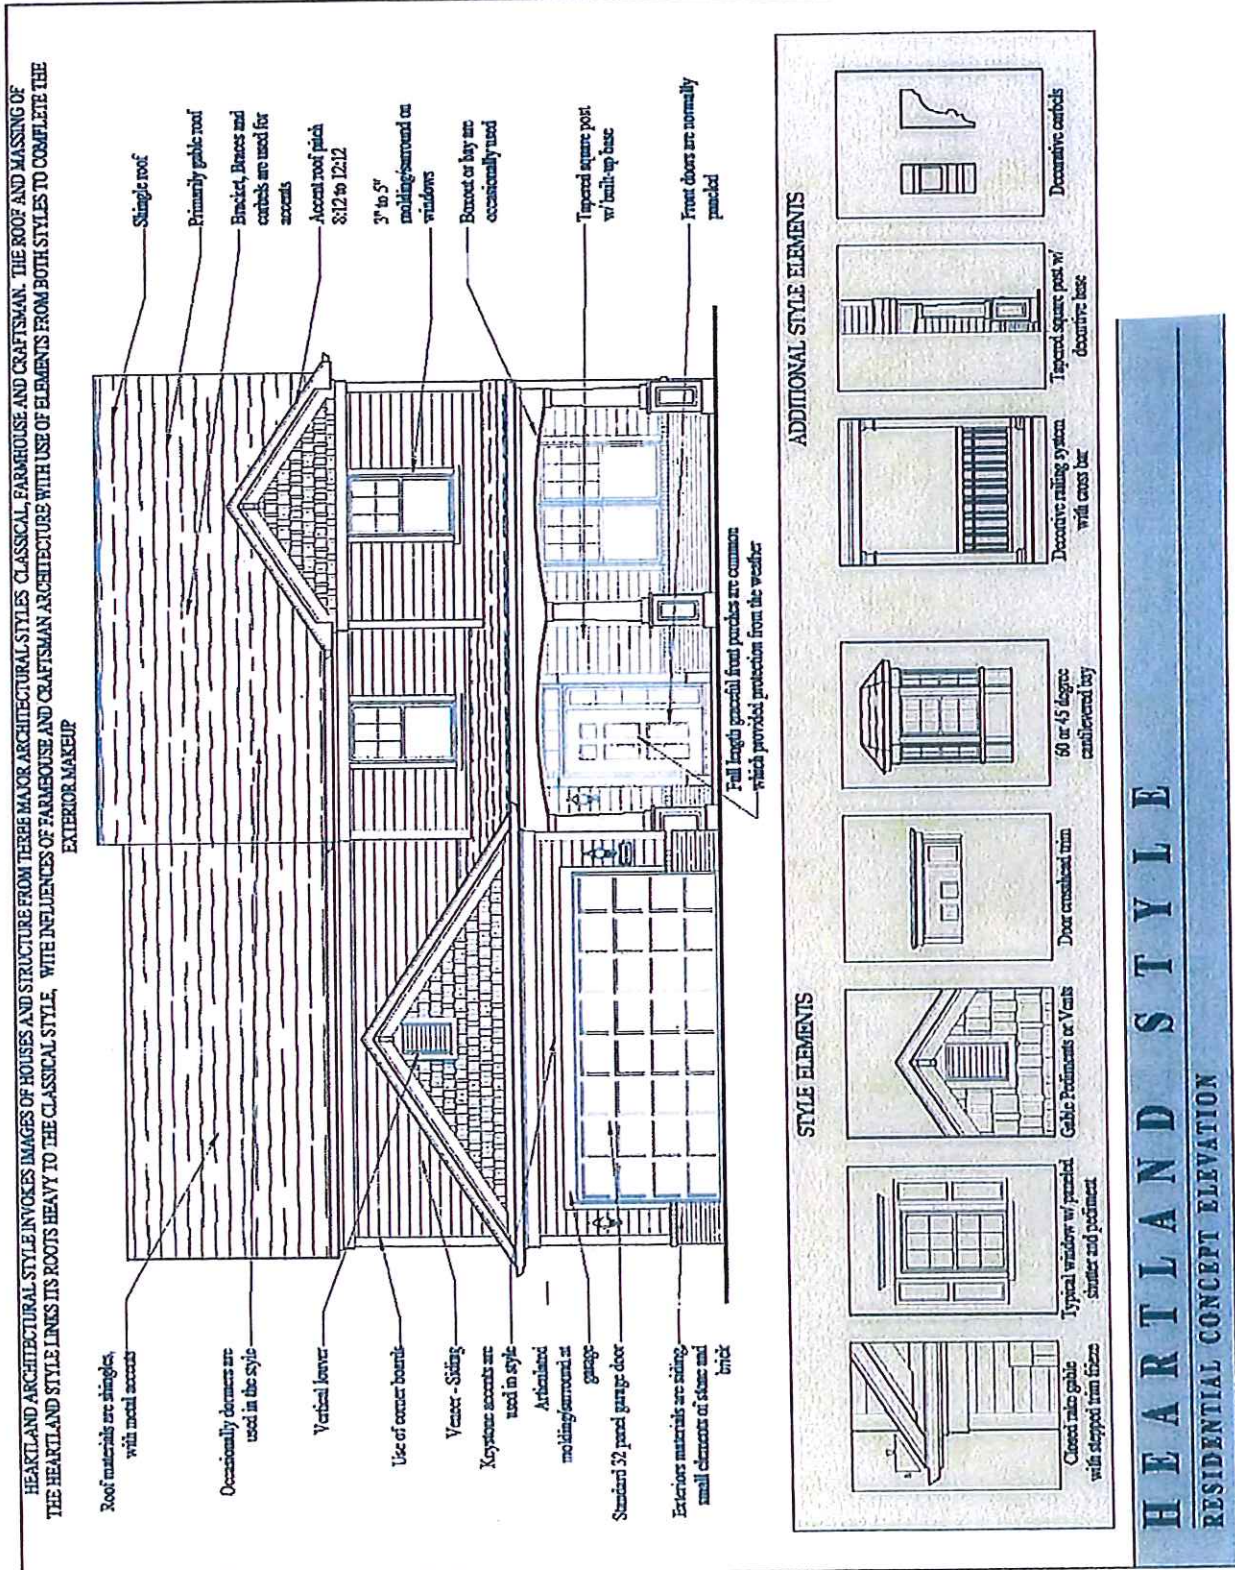 HEARTLAND ARCHITECTURAL STYLE INVOKES IMAGES OF HOUSES AND STRUCTURE FROM THREE MAJOR ARCHITECTURAL STYLES CLASSICAL, FARMHOUSE AND CRAFTSMAN. THE ROOF AND MASSING OF
THE HEARTLAND STYLE LINKS ITS ROOTS HEAVY TO THE CLASSICAL STYLE, WITH INFLUENCES OF FARMHOUSE AND CRAFTSMAN ARCHITECTURE WITH USE OF ELEMENTS FROM BOTH STYLES TO COMPLETE THE
EXTERIOR MAKEUP
Roof materials are shingles,
with metal accents
Occasionally dormers are
used in the style
Vertical louver
Use of corner boards
Veneer - Siding
Keystone accents are
used in style
Articulated
molding/surround at
garage
Standard 32 panel garage door
Exteriors materials are siding,
small elements of stone and
brick
Shingle roof
Primarily gable roof
Bracket, Braces and
corbels are used for
accents
Accent roof pitch
8:12 to 12:12
3" to 5"
molding/surround on
windows
Boxout or bay are
occasionally used
Tapered square post
w/ built-up base
Front doors are normally
paneled
Full length graceful front porches are common
which provided protection from the weather
STYLE ELEMENTS
Closed rake gable
with stepped trim frieze
Typical window w/ paneled
shutter and pediment
Gable Pediments or Vents
Door crosshead trim
60 or 45 degree
cantilevered bay
ADDITIONAL STYLE ELEMENTS
Decorative railing system
with cross bar
Tapered square post w/
decortive base
Decorative corbels
HEARTLAND STYLE
RESIDENTIAL CONCEPT ELEVATION